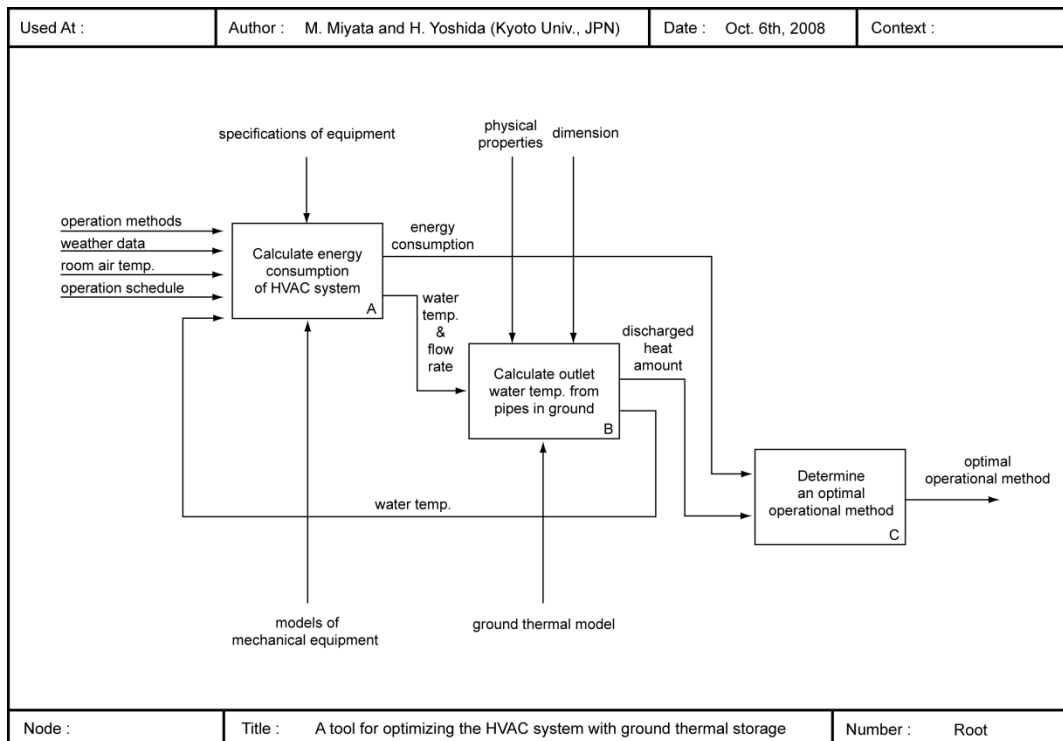 Used At :
Author : M. Miyata and H. Yoshida (Kyoto Univ., JPN)
Date : Oct. 6th, 2008
Context :
specifications of equipment
physical
properties
dimension
operation methods
weather data
room air temp.
operation schedule
Calculate energy
consumption
of HVAC system
A
energy
consumption
water
temp.
&
flow
rate
discharged
heat
amount
Calculate outlet
water temp. from
pipes in ground
B
water temp.
Determine
an optimal
operational method
C
optimal
operational method
models of
mechanical equipment
ground thermal model
Node :
Title : A tool for optimizing the HVAC system with ground thermal storage
Number : Root